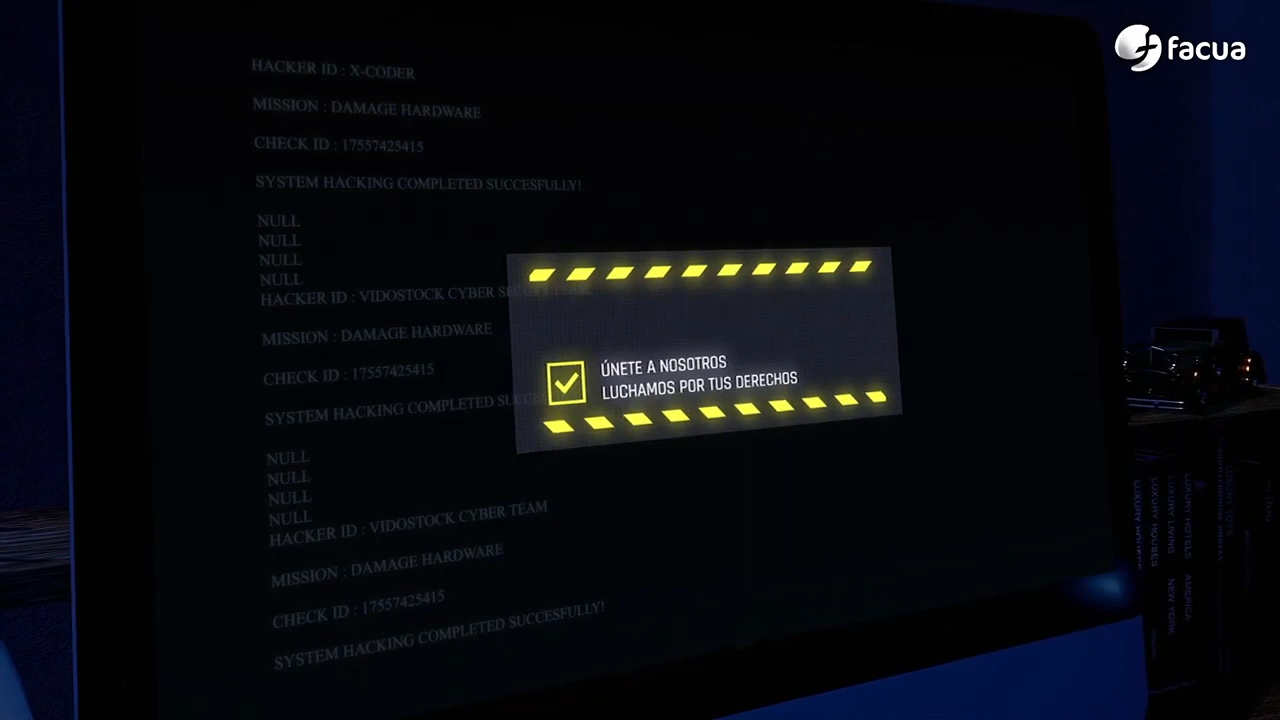 facua
HACKER ID : X-CODER
MISSION : DAMAGE HARDWARE
CHECK ID : 17557425415
SYSTEM HACKING COMPLETED SUCCESFULLY!
NULL
NULL
NULL
NULL
HACKER ID : VIDOSTOCK CYBER
MISSION : DAMAGE HARDWARE
CHECK ID : 17557425415
SYSTEM HACKING COMPLETED
NULL
NULL
NULL
NULL
HACKER ID : VIDOSTOCK CYBER TEAM
MISSION : DAMAGE HARDWARE
CHECK ID : 17557425415
SYSTEM HACKING COMPLETED SUCCESFULLY!
ÚNETE A NOSOTROS
LUCHAMOS POR TUS DERECHOS
LUXURY HOUSES
LUXURY LIVING NEW YORK
LUXURY HOTELS AMERICA